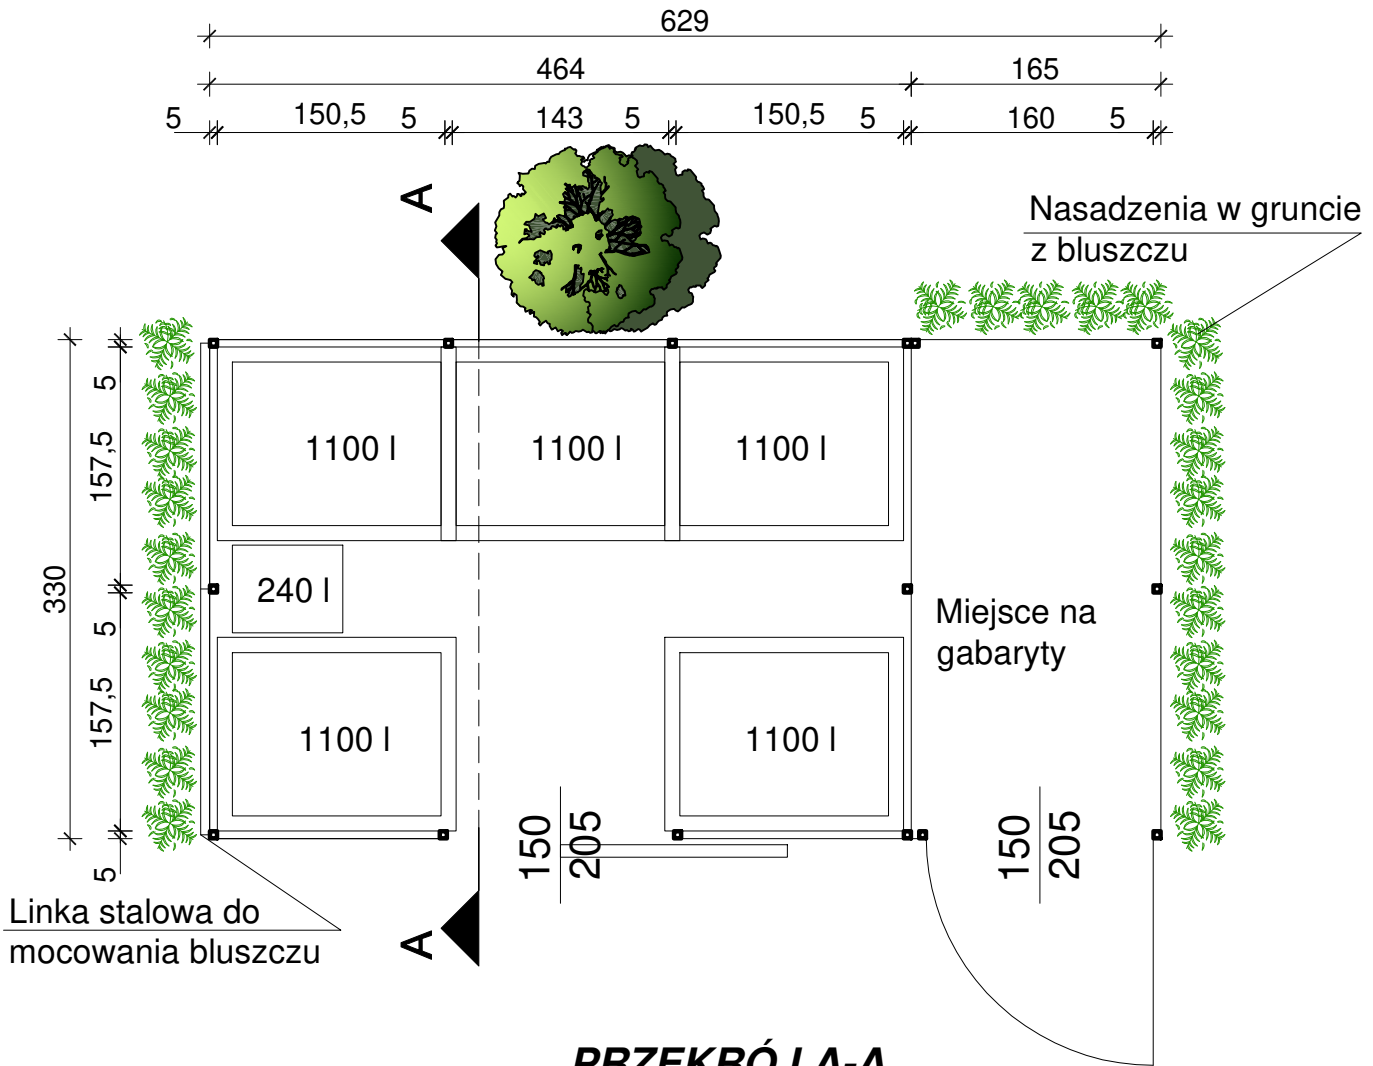 629
464 165
5 150,5 5 143 5 150,5 5 160 5
A
Nasadzenia w gruncie
z bluszczu
5
157,5
330
5
157,5
5
1100 l 1100 l 1100 l
240 l
Miejsce na
gabaryty
1100 l 1100 l
150
205
150
205
Linka stalowa do
mocowania bluszczu
A
A-A